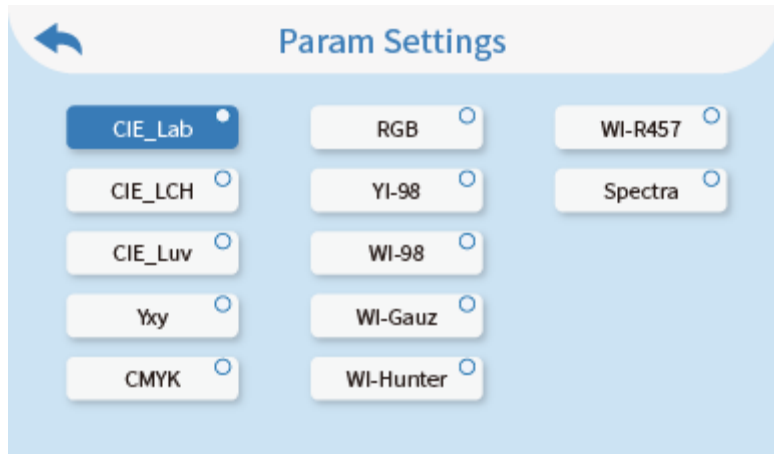 Param Settings
CIE_Lab
RGB
WI-R457
CIE_LCH
YI-98
Spectra
CIE_Luv
WI-98
Yxy
WI-Gauz
CMYK
WI-Hunter